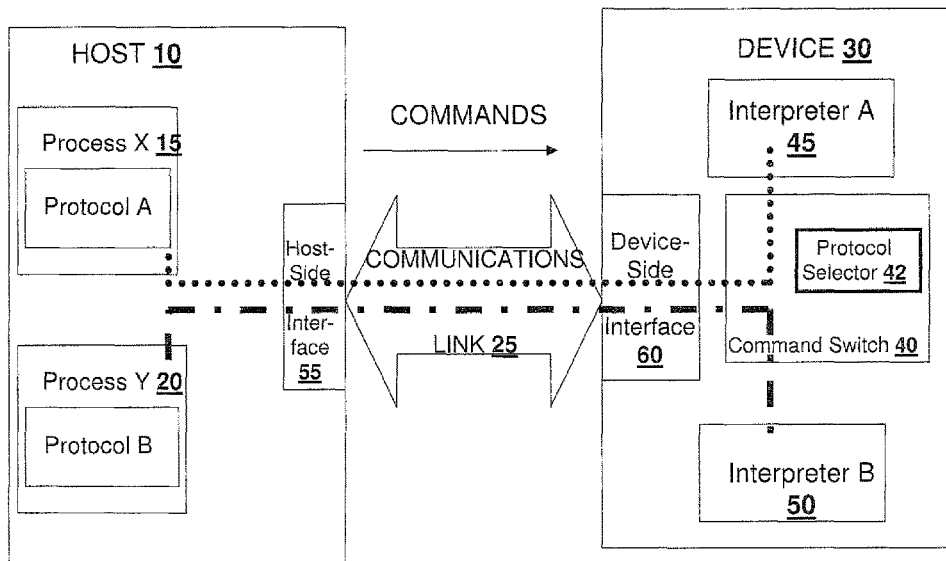 HOST 10
Process X 15
Protocol A
Process Y 20
Protocol B
Host-
Side
Inter-
face
55
COMMANDS
COMMUNICATIONS
LINK 25
DEVICE 30
Interpreter A
45
Device-
Side
Interface
60
Protocol
Selector 42
Command Switch 40
Interpreter B
50